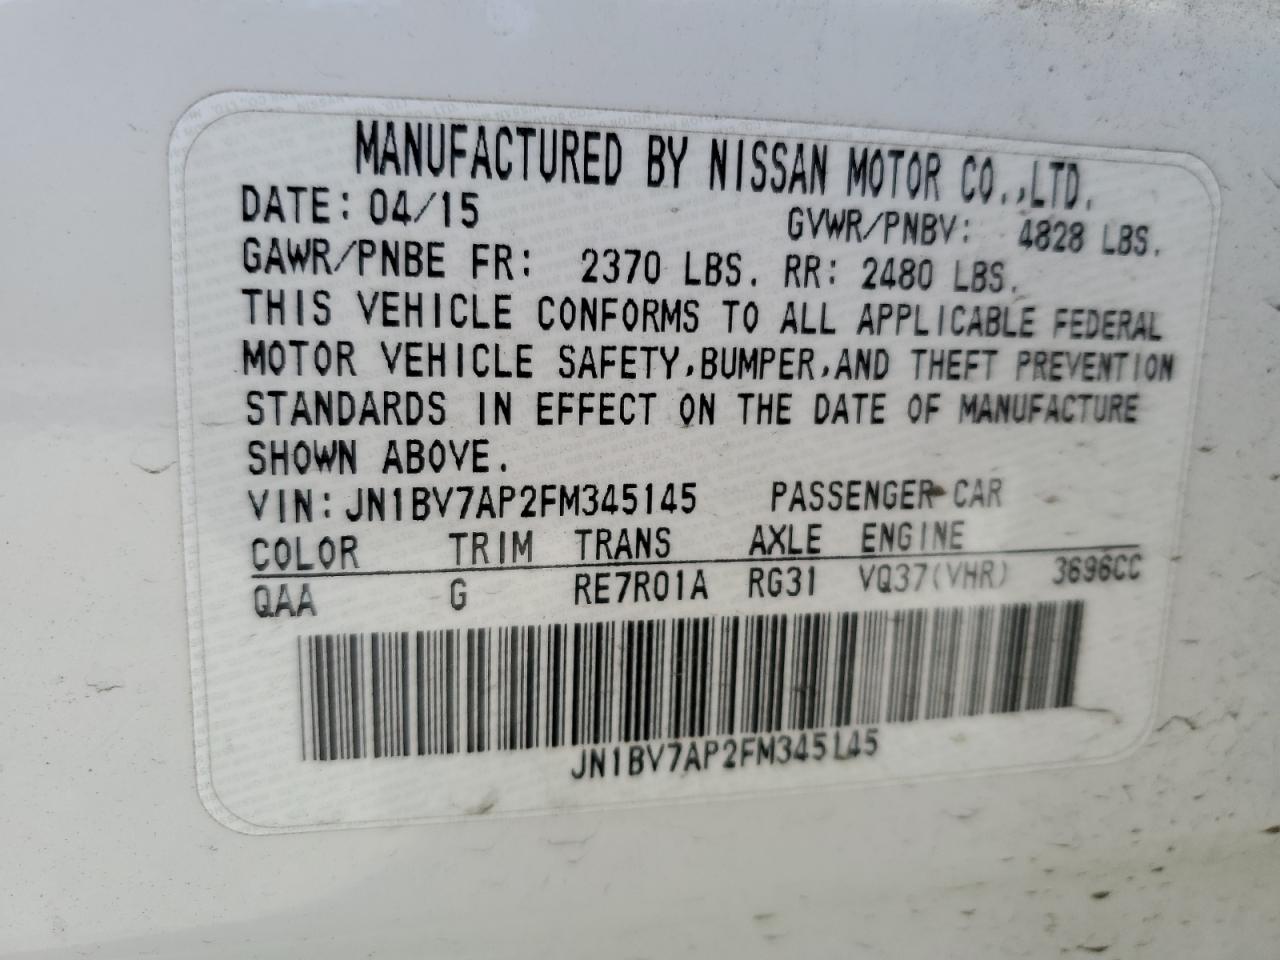 MANUFACTURED BY NISSAN MOTOR CO.,LTD.
DATE: 04/15 GVWR/PNBV: 4828 LBS.
GAWR/PNBE FR: 2370 LBS. RR: 2480 LBS.
THIS VEHICLE CONFORMS TO ALL APPLICABLE FEDERAL
MOTOR VEHICLE SAFETY,BUMPER,AND THEFT PREVENTION
STANDARDS IN EFFECT ON THE DATE OF MANUFACTURE
SHOWN ABOVE.
VIN: JN1BV7AP2FM345145 PASSENGER CAR
COLOR TRIM TRANS AXLE ENGINE
QAA G RE7R01A RG31 VQ37(VHR) 3696CC
JN1BV7AP2FM345145